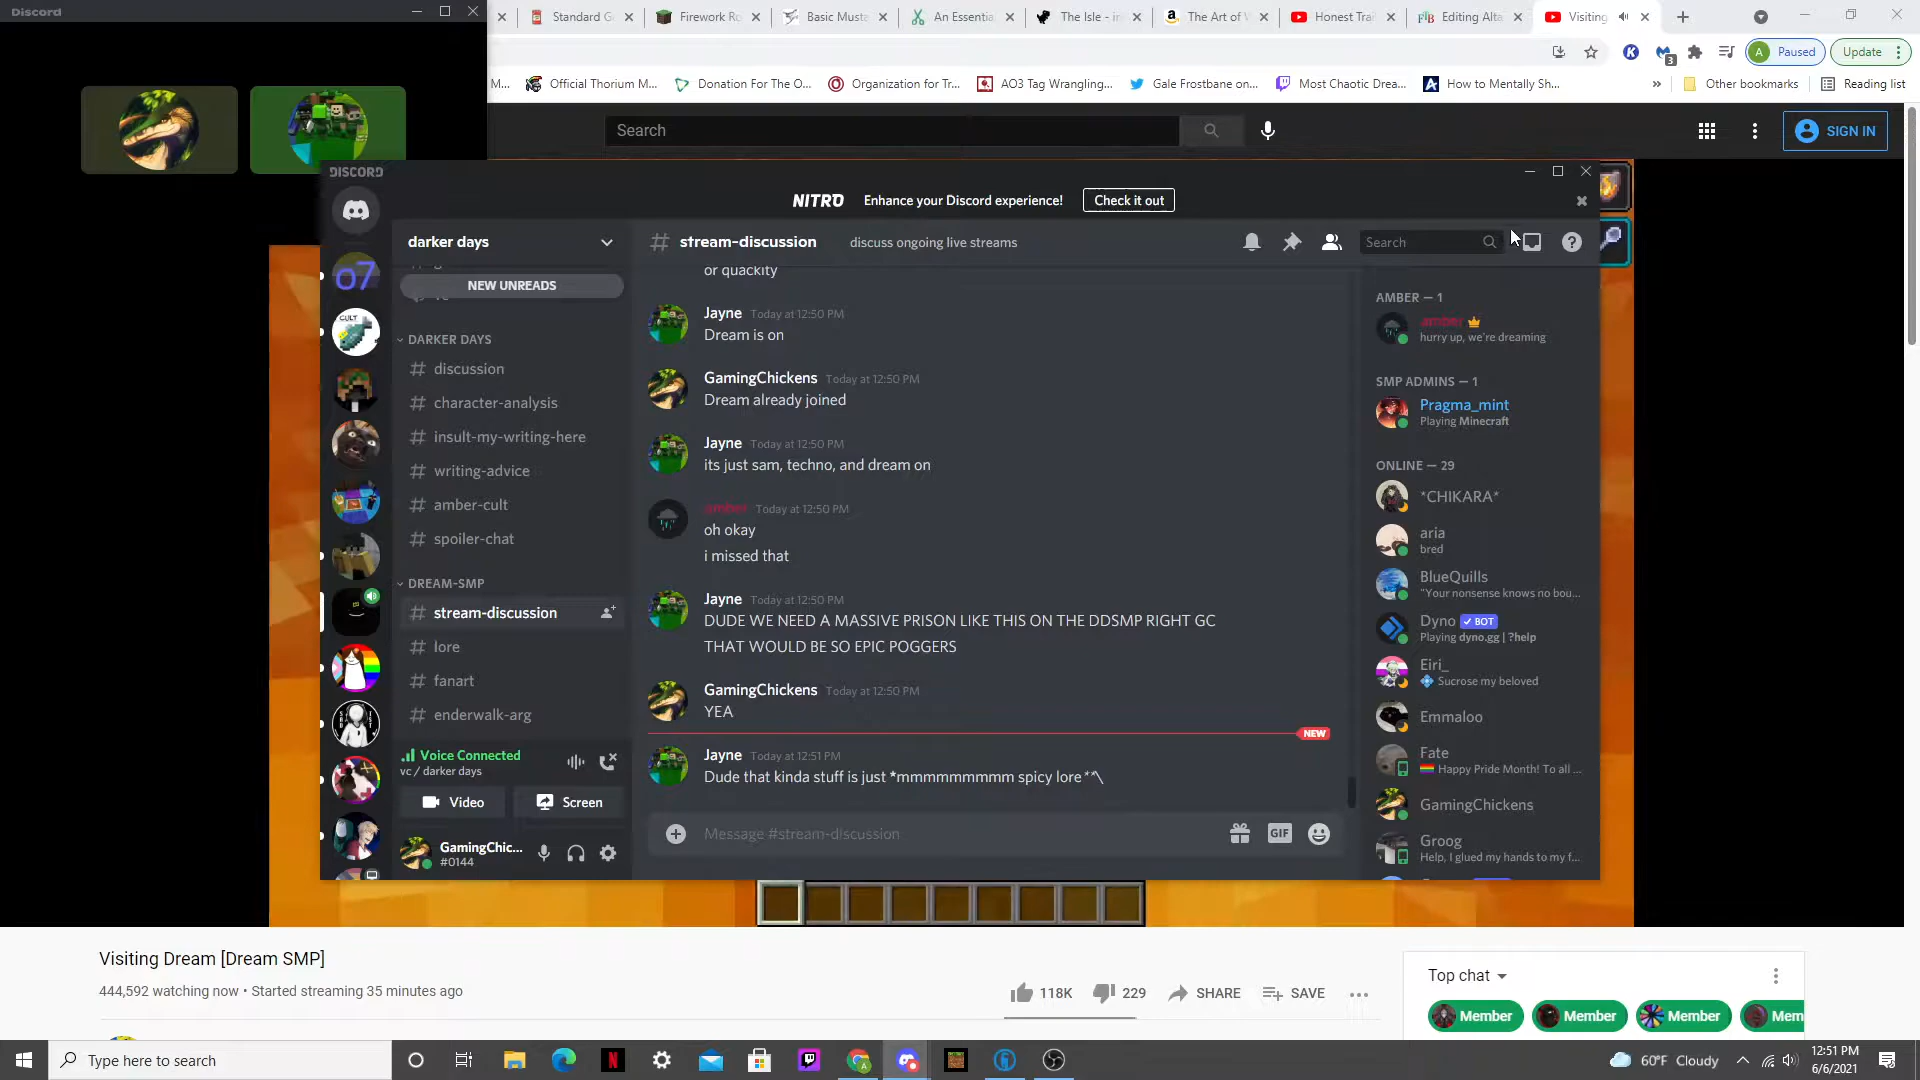 Discord
Standard G
Firework Ro
Basic Musta
An Essentia
The Isle - in
The Art of W
Honest Trai
Editing Alta
Visiting
A Paused
Update
M...
Official Thorium M...
Donation For The O...
Organization for Tr...
AO3 Tag Wrangling...
Gale Frostbane on...
Most Chaotic Drea...
How to Mentally Sh...
»
Other bookmarks
Reading list
Search
SIGN IN
DISCORD
NITRO Enhance your Discord experience! Check it out
darker days
# stream-discussion discuss ongoing live streams
Search
NEW UNREADS
o7
CULT
DARKER DAYS
# discussion
# character-analysis
# insult-my-writing-here
# writing-advice
# amber-cult
# spoiler-chat
DREAM-SMP
# stream-discussion
# lore
# fanart
# enderwalk-arg
Voice Connected
vc / darker days
Video
Screen
GamingChic...
#0144
or quackity
Jayne Today at 12:50 PM
Dream is on
GamingChickens Today at 12:50 PM
Dream already joined
Jayne Today at 12:50 PM
its just sam, techno, and dream on
amber Today at 12:50 PM
oh okay
i missed that
Jayne Today at 12:50 PM
DUDE WE NEED A MASSIVE PRISON LIKE THIS ON THE DDSMP RIGHT GC
THAT WOULD BE SO EPIC POGGERS
GamingChickens Today at 12:50 PM
YEA
NEW
Jayne Today at 12:51 PM
Dude that kinda stuff is just *mmmmmmmmm spicy lore**\
Message #stream-discussion
GIF
AMBER — 1
amber
hurry up, we're dreaming
SMP ADMINS — 1
Pragma_mint
Playing Minecraft
ONLINE — 29
*CHIKARA*
aria
bred
BlueQuills
"Your nonsense knows no bou...
Dyno ✓ BOT
Playing dyno.gg | ?help
Eiri_
Sucrose my beloved
Emmaloo
Fate
Happy Pride Month! To all ...
GamingChickens
Groog
Help, I glued my hands to my f...
Visiting Dream [Dream SMP]
444,592 watching now • Started streaming 35 minutes ago
118K
229
SHARE
SAVE
Top chat
Member
Member
Member
Mem
Type here to search
60°F Cloudy
12:51 PM
6/6/2021